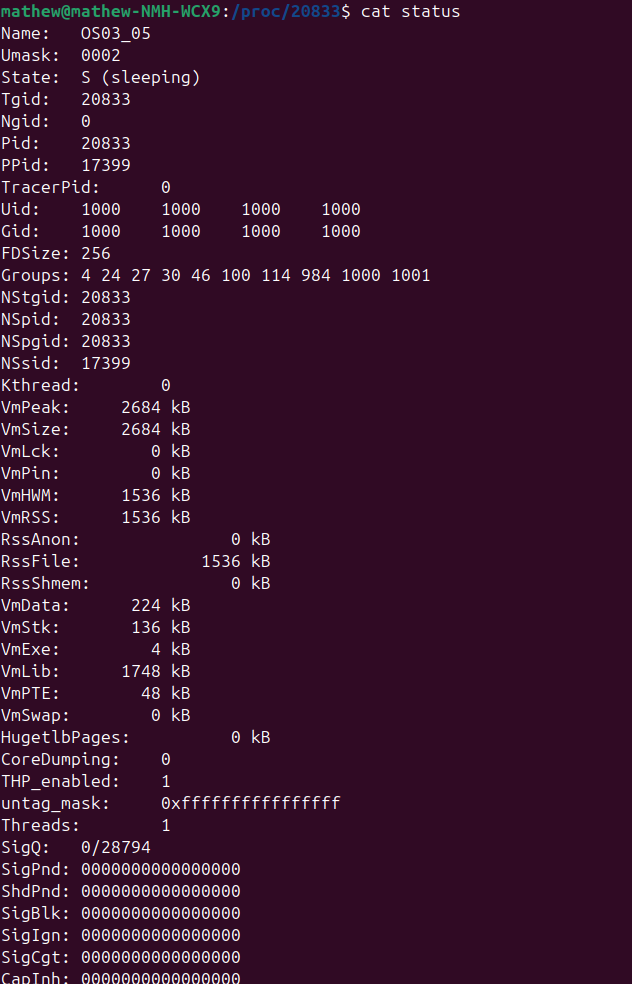 mathew@mathew-NMH-WCX9:/proc/20833$ cat status
Name:   OS03_05
Umask:  0002
State:  S (sleeping)
Tgid:   20833
Ngid:   0
Pid:    20833
PPid:   17399
TracerPid:      0
Uid:    1000    1000    1000    1000
Gid:    1000    1000    1000    1000
FDSize: 256
Groups: 4 24 27 30 46 100 114 984 1000 1001
NStgid: 20833
NSpid:  20833
NSpgid: 20833
NSsid:  17399
Kthread:        0
VmPeak:     2684 kB
VmSize:     2684 kB
VmLck:         0 kB
VmPin:         0 kB
VmHWM:      1536 kB
VmRSS:      1536 kB
RssAnon:               0 kB
RssFile:            1536 kB
RssShmem:              0 kB
VmData:      224 kB
VmStk:       136 kB
VmExe:         4 kB
VmLib:      1748 kB
VmPTE:        48 kB
VmSwap:        0 kB
HugetlbPages:          0 kB
CoreDumping:    0
THP_enabled:    1
untag_mask:     0xffffffffffffffff
Threads:        1
SigQ:   0/28794
SigPnd: 0000000000000000
ShdPnd: 0000000000000000
SigBlk: 0000000000000000
SigIgn: 0000000000000000
SigCgt: 0000000000000000
CapInh: 0000000000000000